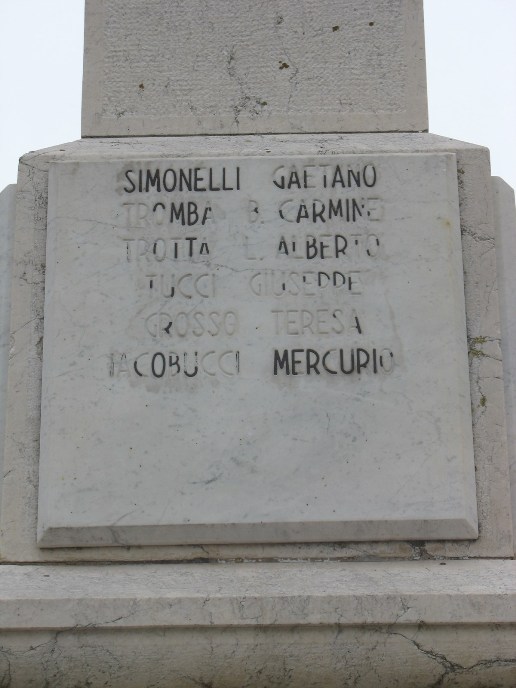 SIMONELLI GAETANO
TROMBA B. CARMINE
TROTTA L. ALBERTO
TUCCI GIUSEPPE
GROSSO TERESA
IACOBUCCI MERCURIO